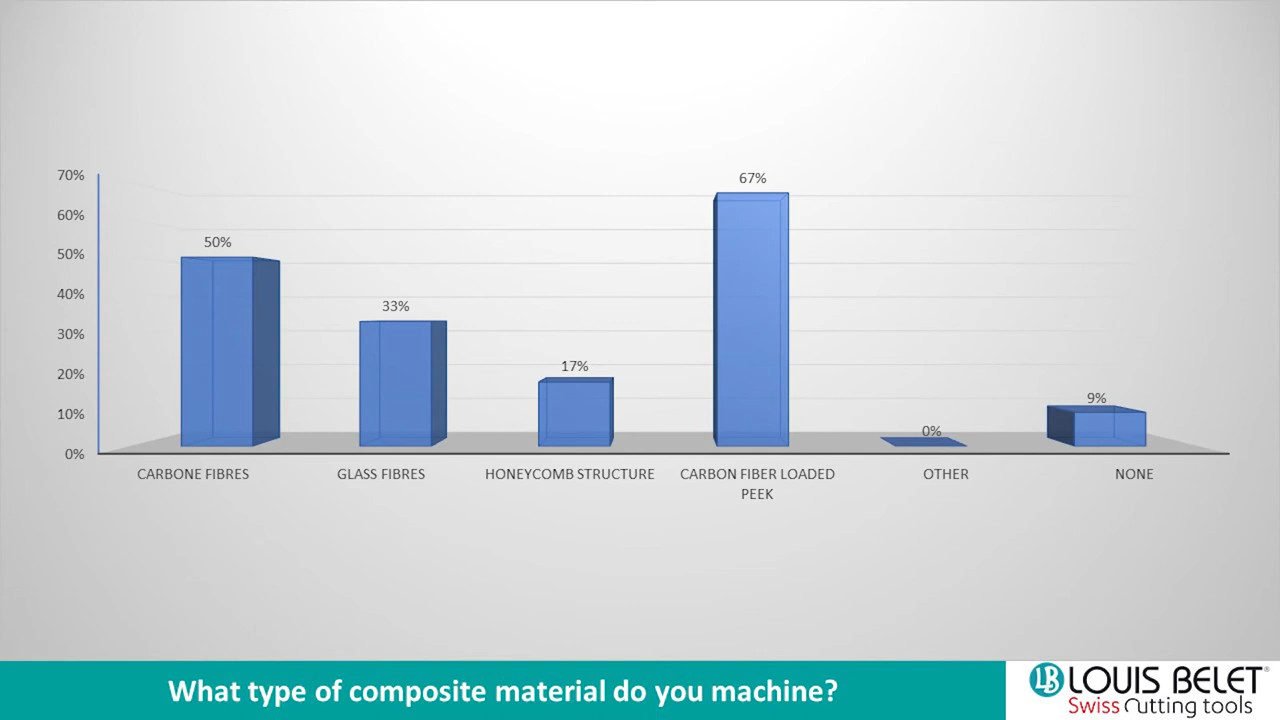 70%
60%
50%
40%
30%
20%
10%
0%
50%
33%
17%
67%
0%
9%
CARBONE FIBRES
GLASS FIBRES
HONEYCOMB STRUCTURE
CARBON FIBER LOADED
PEEK
OTHER
NONE
What type of composite material do you machine?
LB LOUIS BELET®
Swiss cutting tools